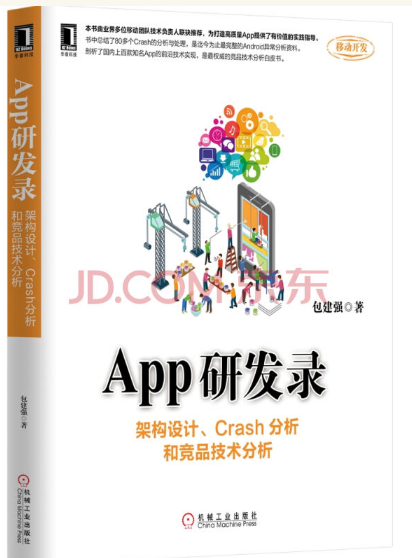 本书由业界多位移动团队技术负责人联袂推荐，为打造高质量App提供了有价值的实践指导。
书中总结了80多个Crash的分析与处理，是迄今为止最完整的Android异常分析资料。
剖析了国内上百款知名App的前沿技术实现，是最权威的竞品技术分析白皮书。
移动开发
华章科技
JD.COM 京东
包建强◎著
App研发录
架构设计、Crash 分析
和竞品技术分析
机械工业出版社
China Machine Press
华章科技
App研发录
架构设计、Crash分析
和竞品技术分析
包建强◎著
机械工业出版社
China Machine Press